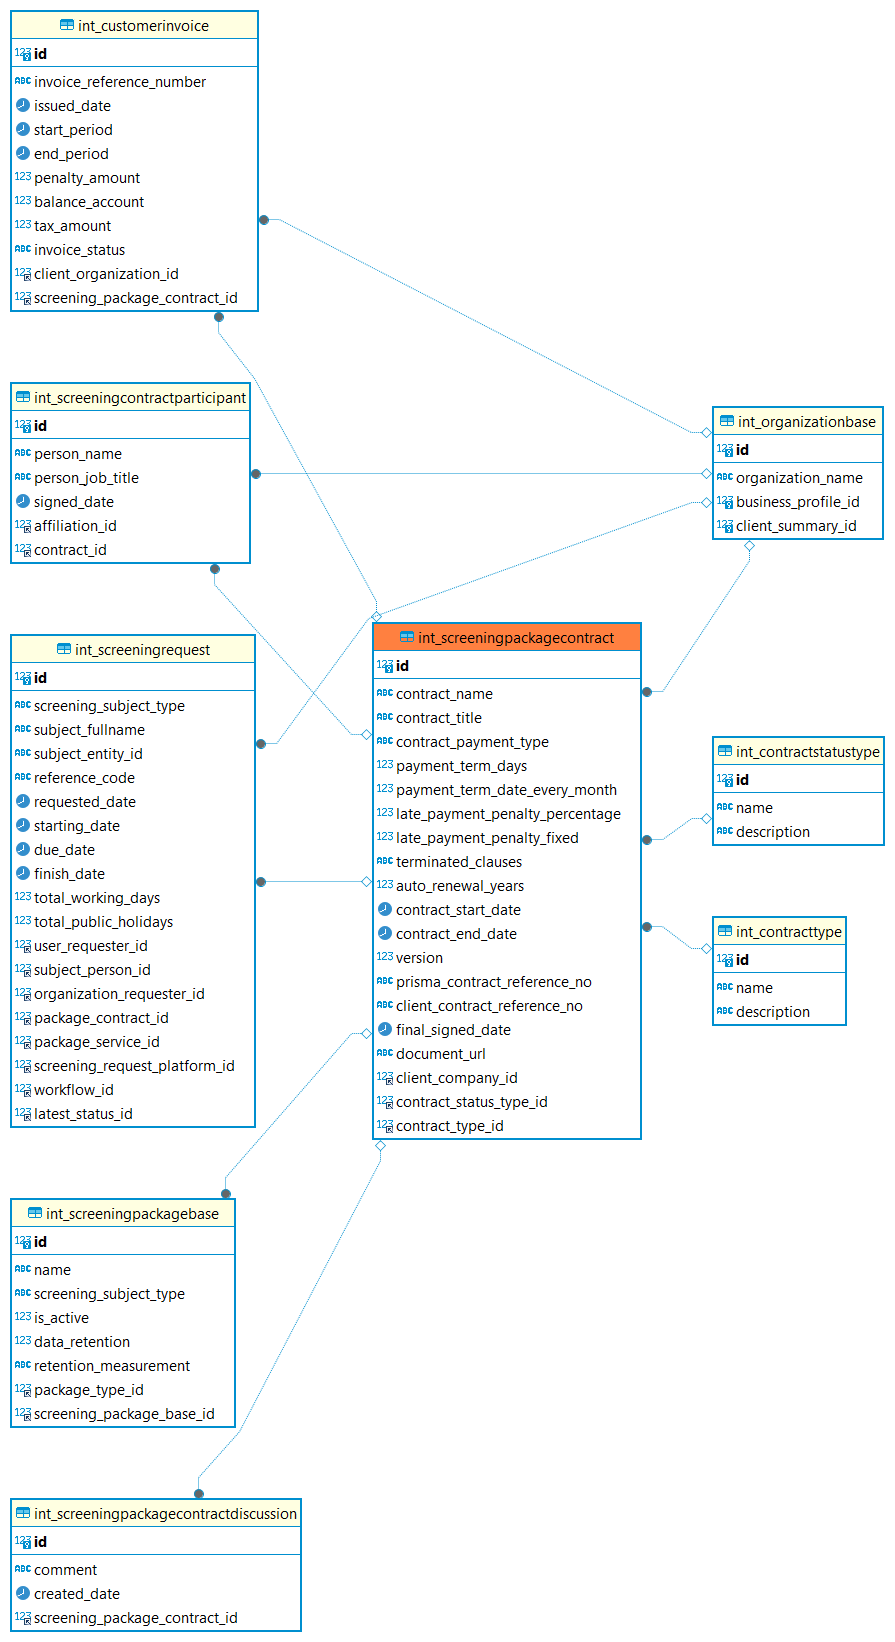 int_customerinvoice
id
invoice_reference_number
issued_date
start_period
end_period
penalty_amount
balance_account
tax_amount
invoice_status
client_organization_id
screening_package_contract_id
int_screeningcontractparticipant
id
person_name
person_job_title
signed_date
affiliation_id
contract_id
int_organizationbase
id
organization_name
business_profile_id
client_summary_id
int_screeningrequest
id
screening_subject_type
subject_fullname
subject_entity_id
reference_code
requested_date
starting_date
due_date
finish_date
total_working_days
total_public_holidays
user_requester_id
subject_person_id
organization_requester_id
package_contract_id
package_service_id
screening_request_platform_id
workflow_id
latest_status_id
int_screeningpackagecontract
id
contract_name
contract_title
contract_payment_type
payment_term_days
payment_term_date_every_month
late_payment_penalty_percentage
late_payment_penalty_fixed
terminated_clauses
auto_renewal_years
contract_start_date
contract_end_date
version
prisma_contract_reference_no
client_contract_reference_no
final_signed_date
document_url
client_company_id
contract_status_type_id
contract_type_id
int_contractstatustype
id
name
description
int_contracttype
id
name
description
int_screeningpackagebase
id
name
screening_subject_type
is_active
data_retention
retention_measurement
package_type_id
screening_package_base_id
int_screeningpackagecontractdiscussion
id
comment
created_date
screening_package_contract_id